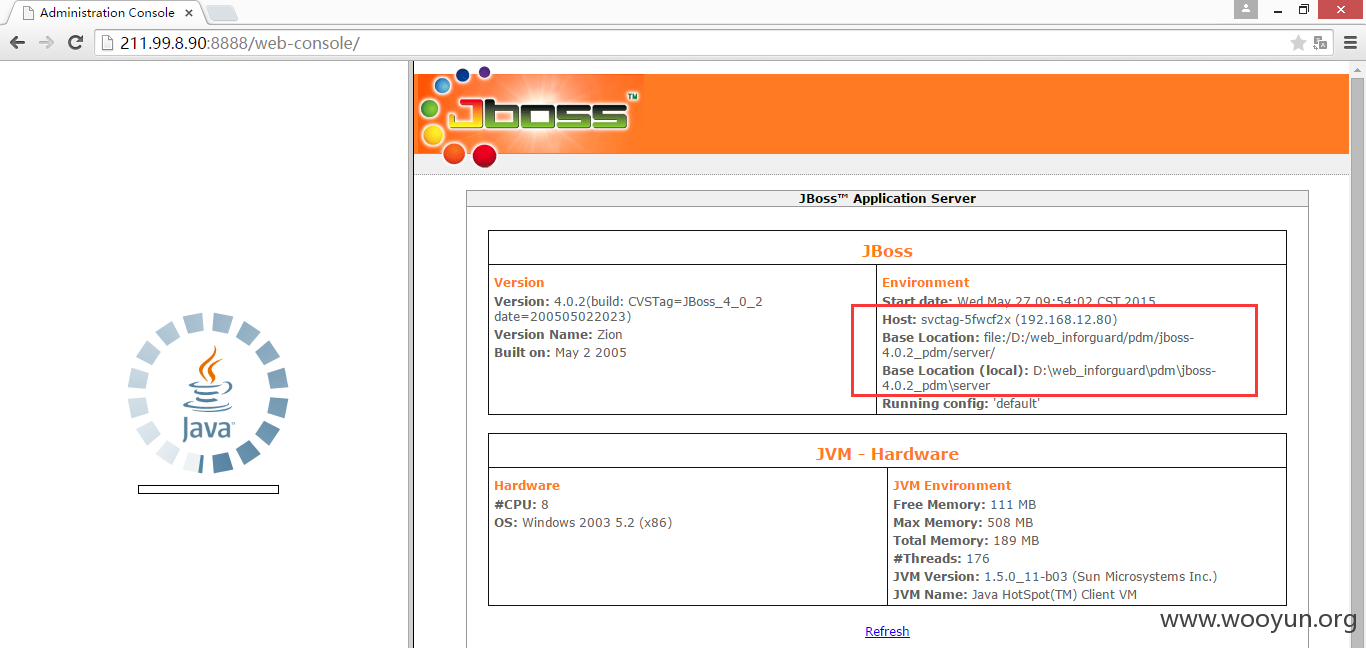 Administration Console
211.99.8.90:8888/web-console/
Jboss TM
JBoss™ Application Server
JBoss
Version
Version: 4.0.2(build: CVSTag=JBoss_4_0_2
date=200505022023)
Version Name: Zion
Built on: May 2 2005
Environment
Start date: Wed May 27 09:54:02 CST 2015
Host: svctag-5fwcf2x (192.168.12.80)
Base Location: file:/D:/web_inforguard/pdm/jboss-
4.0.2_pdm/server/
Base Location (local): D:\web_inforguard\pdm\jboss-
4.0.2_pdm\server
Running config: 'default'
Java
JVM - Hardware
Hardware
#CPU: 8
OS: Windows 2003 5.2 (x86)
JVM Environment
Free Memory: 111 MB
Max Memory: 508 MB
Total Memory: 189 MB
#Threads: 176
JVM Version: 1.5.0_11-b03 (Sun Microsystems Inc.)
JVM Name: Java HotSpot(TM) Client VM
Refresh
www.wooyun.org